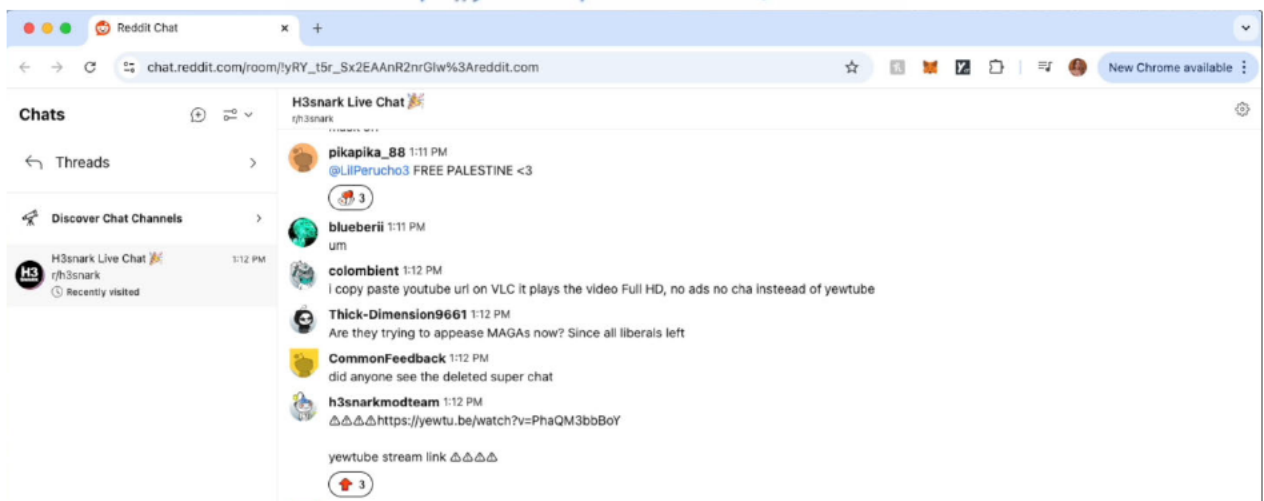 Reddit Chat
chat.reddit.com/room/!yRY_t5r_Sx2EAAnR2nrGlw%3Areddit.com
New Chrome available
Chats
Threads
Discover Chat Channels
H3snark Live Chat🎉 1:12 PM
r/h3snark
Recently visited
H3snark Live Chat🎉
r/h3snark
pikapika_88 1:11 PM
@LilPerucho3 FREE PALESTINE <3
3
blueberii 1:11 PM
um
colombient 1:12 PM
i copy paste youtube url on VLC it plays the video Full HD, no ads no cha insteead of yewtube
Thick-Dimension9661 1:12 PM
Are they trying to appease MAGAs now? Since all liberals left
CommonFeedback 1:12 PM
did anyone see the deleted super chat
h3snarkmodteam 1:12 PM
⚠⚠⚠⚠https://yewtu.be/watch?v=PhaQM3bbBoY
yewtube stream link ⚠⚠⚠⚠
3